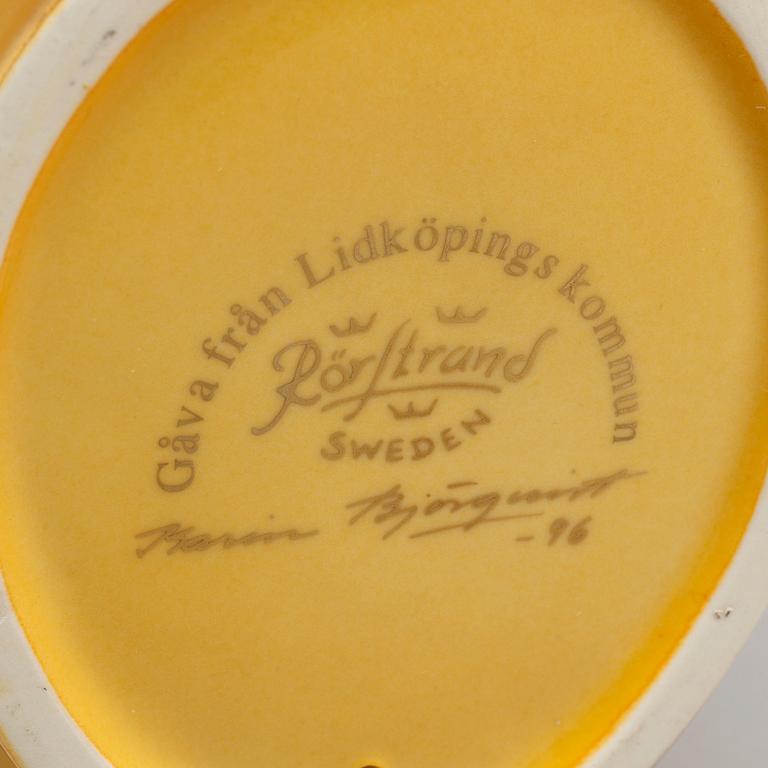 Gåva från Lidköpings kommun
Rörstrand
SWEDEN
Karin Björquist
-96